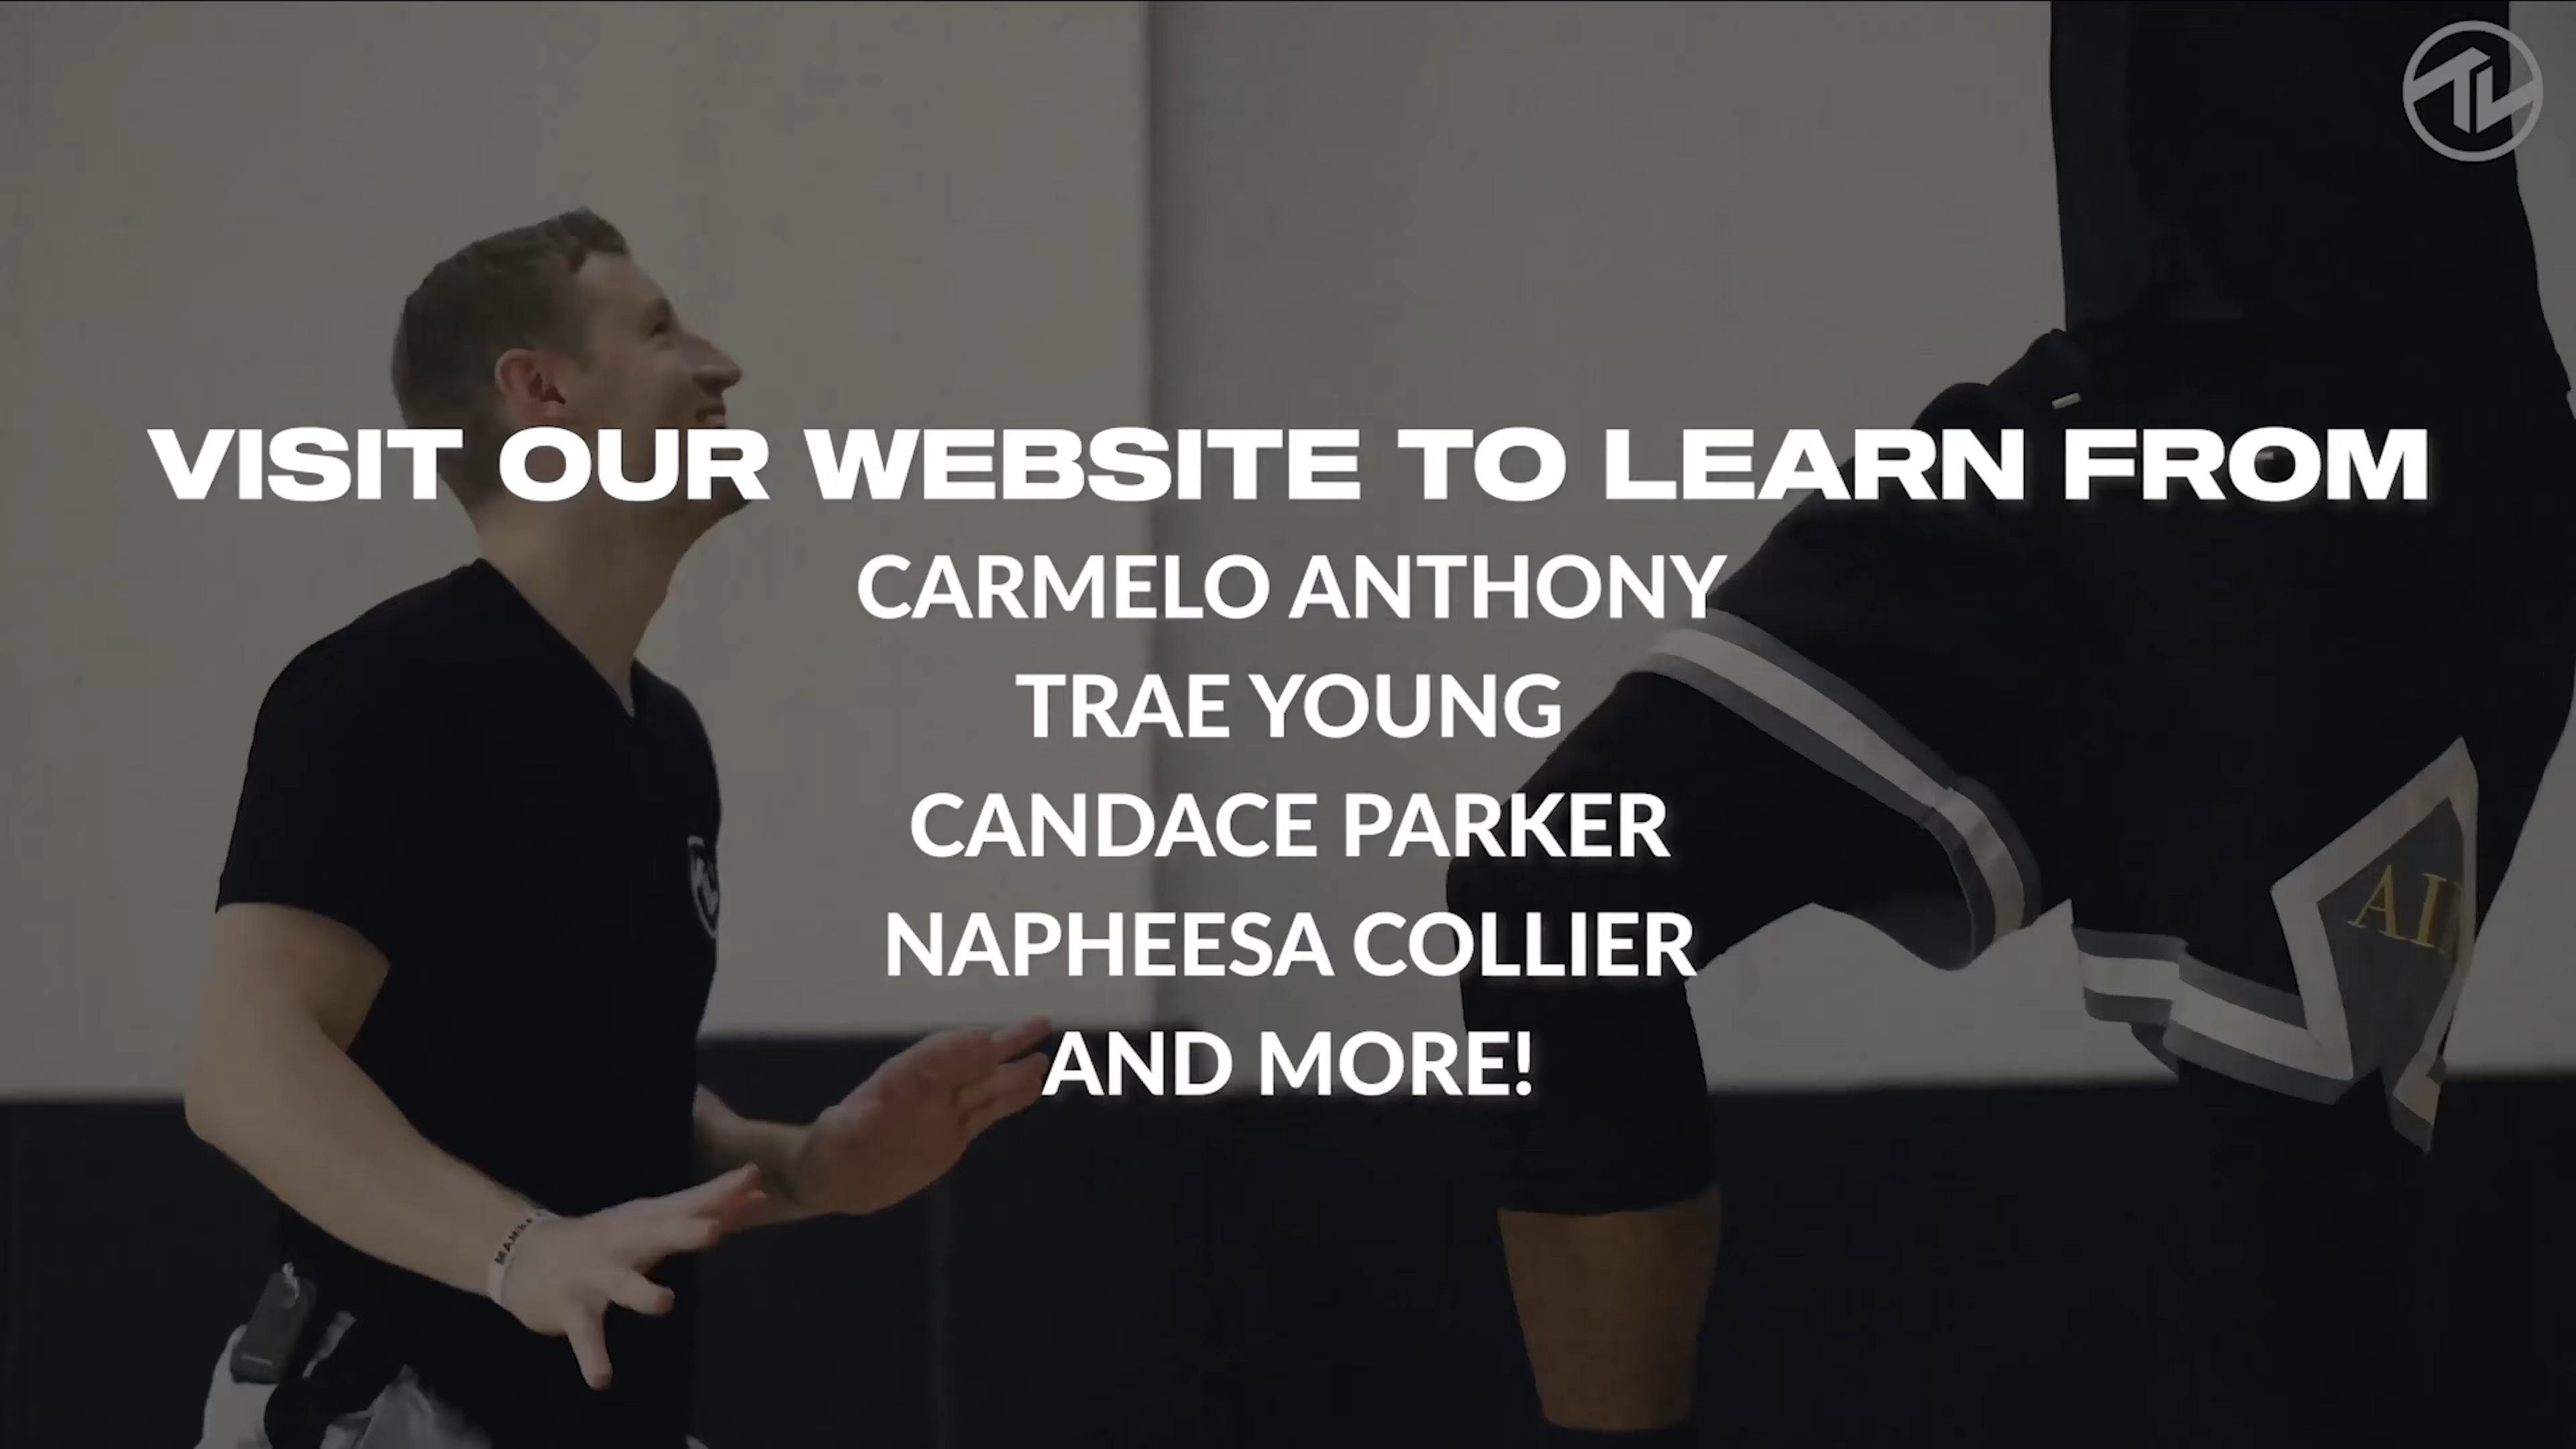 VISIT OUR WEBSITE TO LEARN FROM
CARMELO ANTHONY
TRAE YOUNG
CANDACE PARKER
NAPHEESA COLLIER
AND MORE!